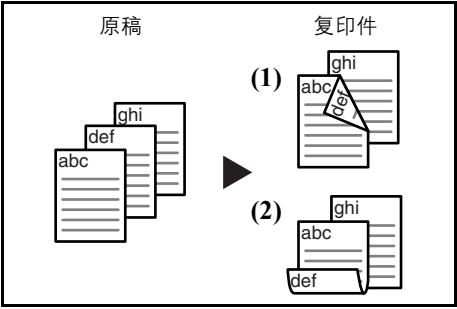 原稿
复印件
ghi
def
abc
(1)
ghi
abc
def
(2)
ghi
abc
def